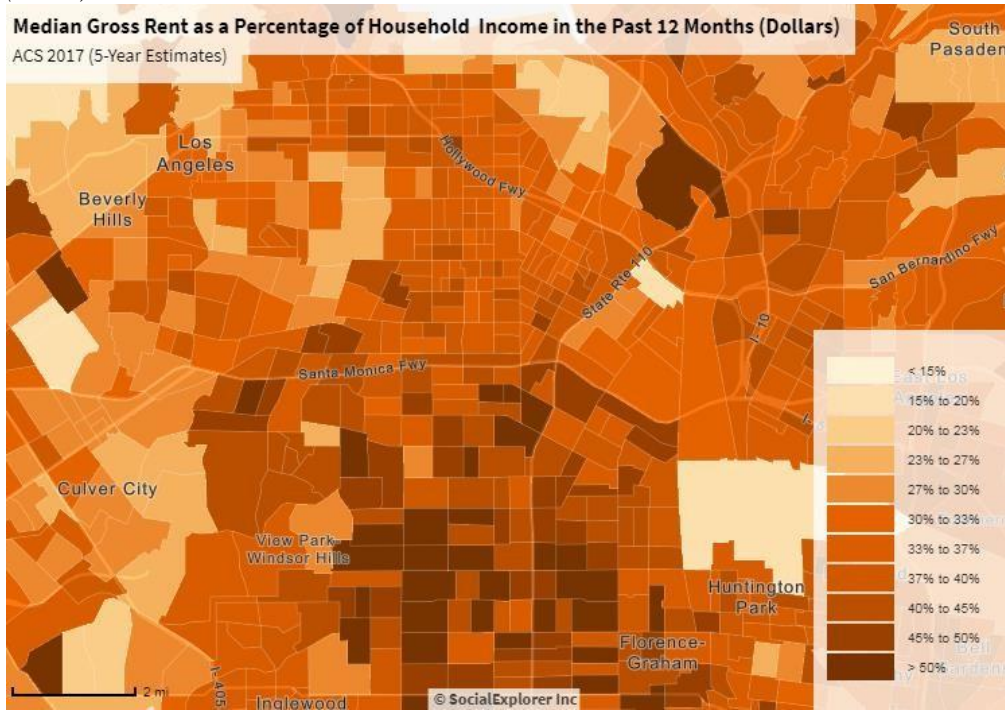 Median Gross Rent as a Percentage of Household Income in the Past 12 Months (Dollars)
ACS 2017 (5-Year Estimates)
South
Pasaden
Los
Angeles
Hollywood Fwy
Beverly
Hills
State Rte 110
San Bernardino Fwy
I- 10
Santa Monica Fwy
< 15%
15% to 20%
20% to 23%
23% to 27%
27% to 30%
30% to 33%
33% to 37%
37% to 40%
40% to 45%
45% to 50%
> 50%
Culver City
View Park-
Windsor Hills
Huntington
Park
Florence-
Graham
I- 405
2 mi
Inglewood
© SocialExplorer Inc